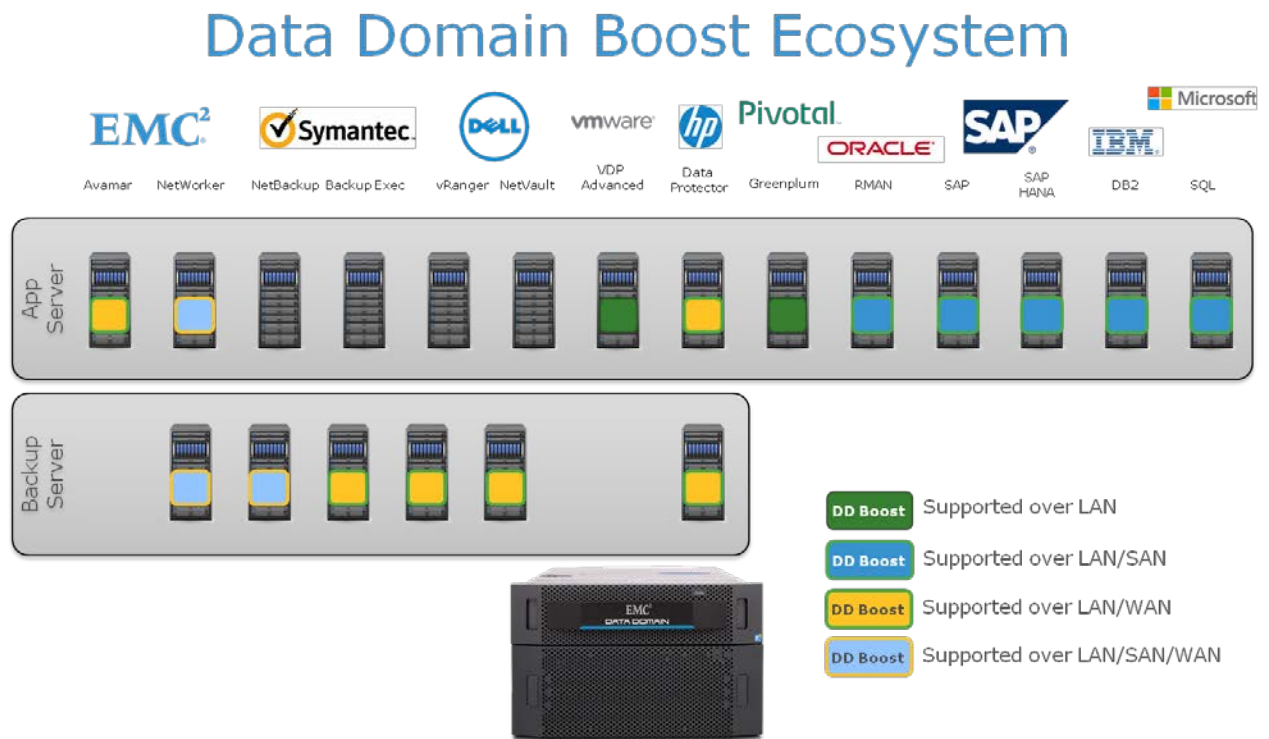 Data Domain Boost Ecosystem
EMC²
Symantec.
DELL
vmware
hp
Pivotal
ORACLE
SAP
IBM
Microsoft
Avamar
NetWorker
NetBackup
Backup Exec
vRanger
NetVault
VDP
Advanced
Data
Protector
Greenplum
RMAN
SAP
SAP
HANA
DB2
SQL
App
Server
Backup
Server
DD Boost Supported over LAN
DD Boost Supported over LAN/SAN
DD Boost Supported over LAN/WAN
DD Boost Supported over LAN/SAN/WAN
EMC²
DATA DOMAIN